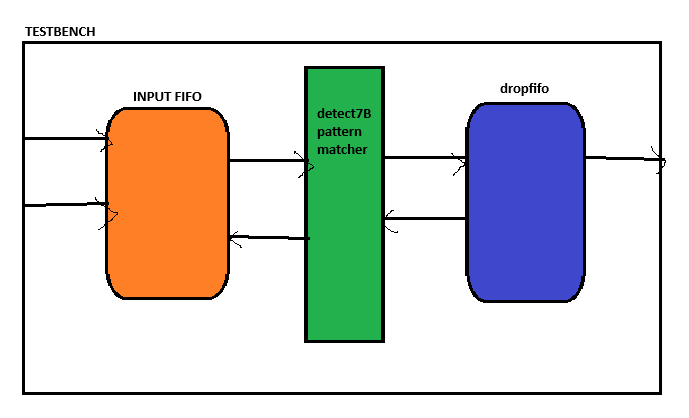 TESTBENCH
INPUT FIFO
detect7B
pattern
matcher
dropfifo